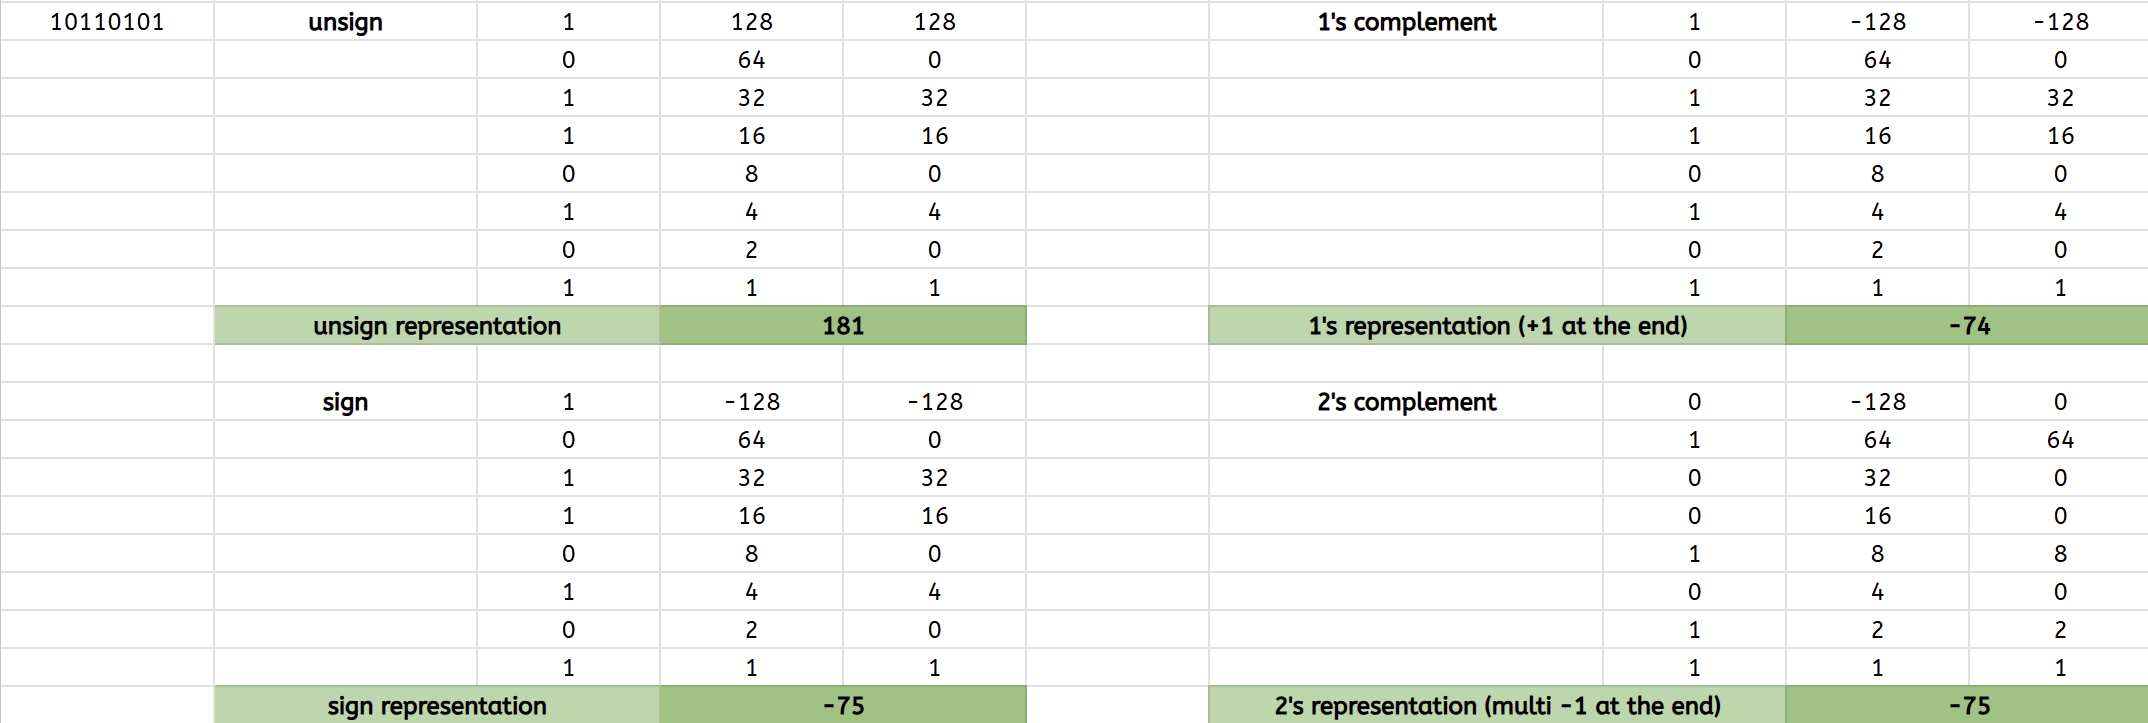 10110101 unsign 1 128 128 1's complement 1 -128 -128
0 64 0 0 64 0
1 32 32 1 32 32
1 16 16 1 16 16
0 8 0 0 8 0
1 4 4 1 4 4
0 2 0 0 2 0
1 1 1 1 1 1
unsign representation 181 1's representation (+1 at the end) -74
sign 1 -128 -128 2's complement 0 -128 0
0 64 0 1 64 64
1 32 32 0 32 0
1 16 16 0 16 0
0 8 0 1 8 8
1 4 4 0 4 0
0 2 0 1 2 2
1 1 1 1 1 1
sign representation -75 2's representation (multi -1 at the end) -75